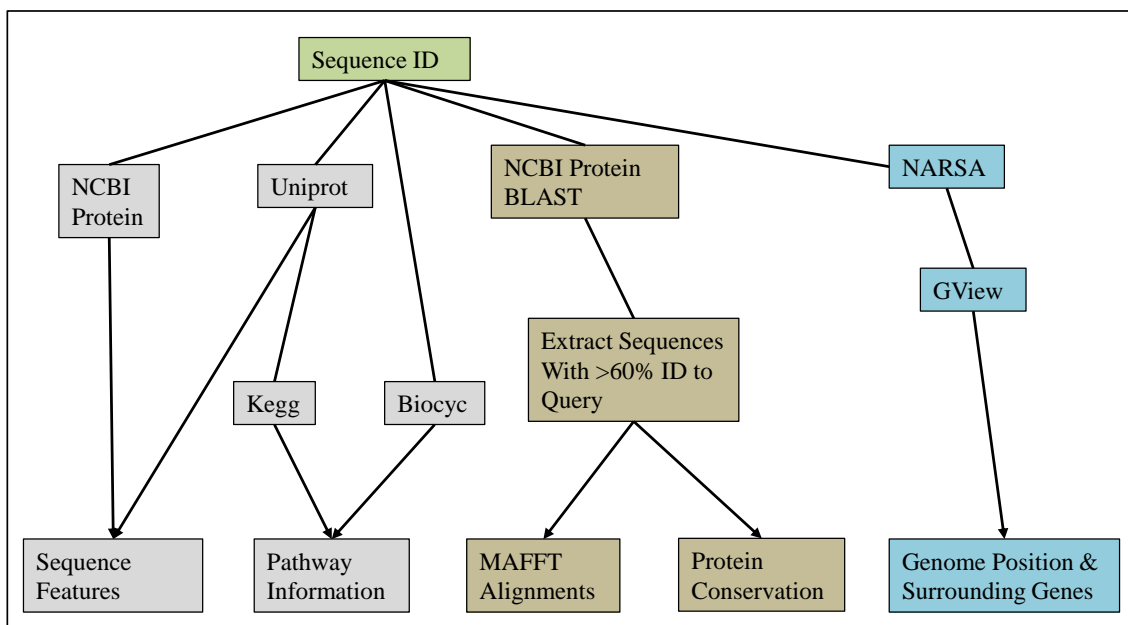 Sequence ID
NCBI
Protein
Uniprot
NCBI Protein
BLAST
NARSA
GView
Extract Sequences
With >60% ID to
Query
Kegg
Biocyc
Sequence
Features
Pathway
Information
MAFFT
Alignments
Protein
Conservation
Genome Position &
Surrounding Genes